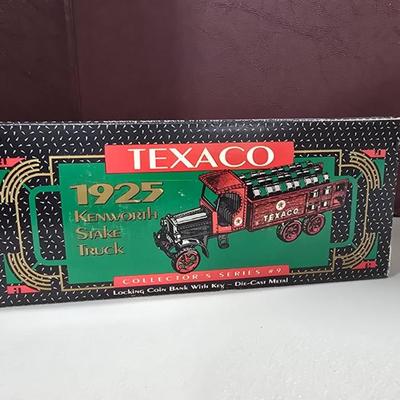 TEXACO
1925
KENWORTH
STAKE
TRUCK
TEXACO
COLLECTOR'S SERIES #9
LOCKING COIN BANK WITH KEY – DIE-CAST METAL